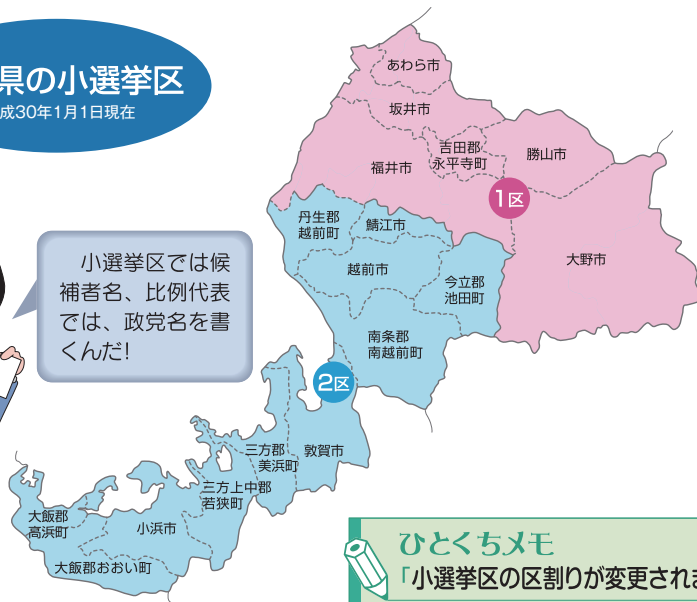 県の小選挙区
成30年1月1日現在
あわら市
坂井市
吉田郡
永平寺町
勝山市
福井市
1区
大野市
丹生郡
越前町
鯖江市
越前市
今立郡
池田町
南条郡
南越前町
小選挙区では候
補者名、比例代表
では、政党名を書
くんだ!
2区
敦賀市
三方郡
美浜町
三方上中郡
若狭町
大飯郡
高浜町
小浜市
大飯郡おおい町
ひとくちメモ
「小選挙区の区割りが変更されま